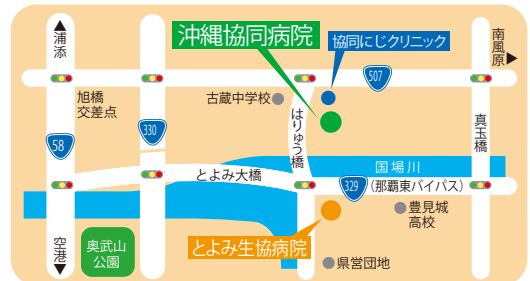 ▲
浦添
沖縄協同病院
協同にじクリニック
南風原▶
507
旭橋
交差点
古蔵中学校
58
330
はりゅう橋
真玉橋
国場川
とよみ大橋
329
(那覇東バイパス)
豊見城
高校
空港
▼
奥武山
公園
とよみ生協病院
県営団地